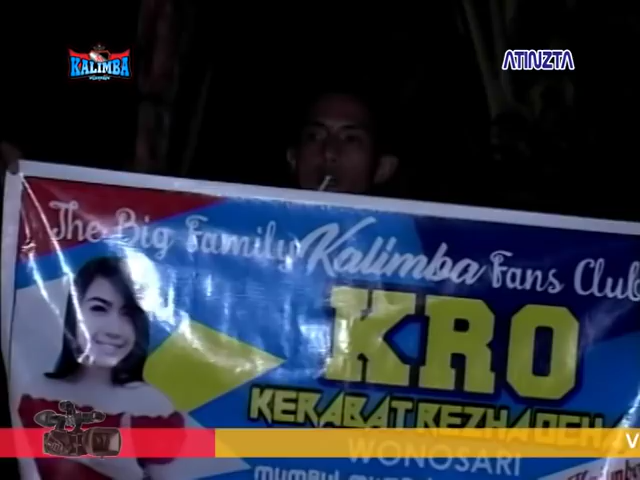 KALIMBA
ATINZTA
The Big Family Kalimba Fans Club
KRO
KERABAT REZHA OCHA
WONOSARI
V